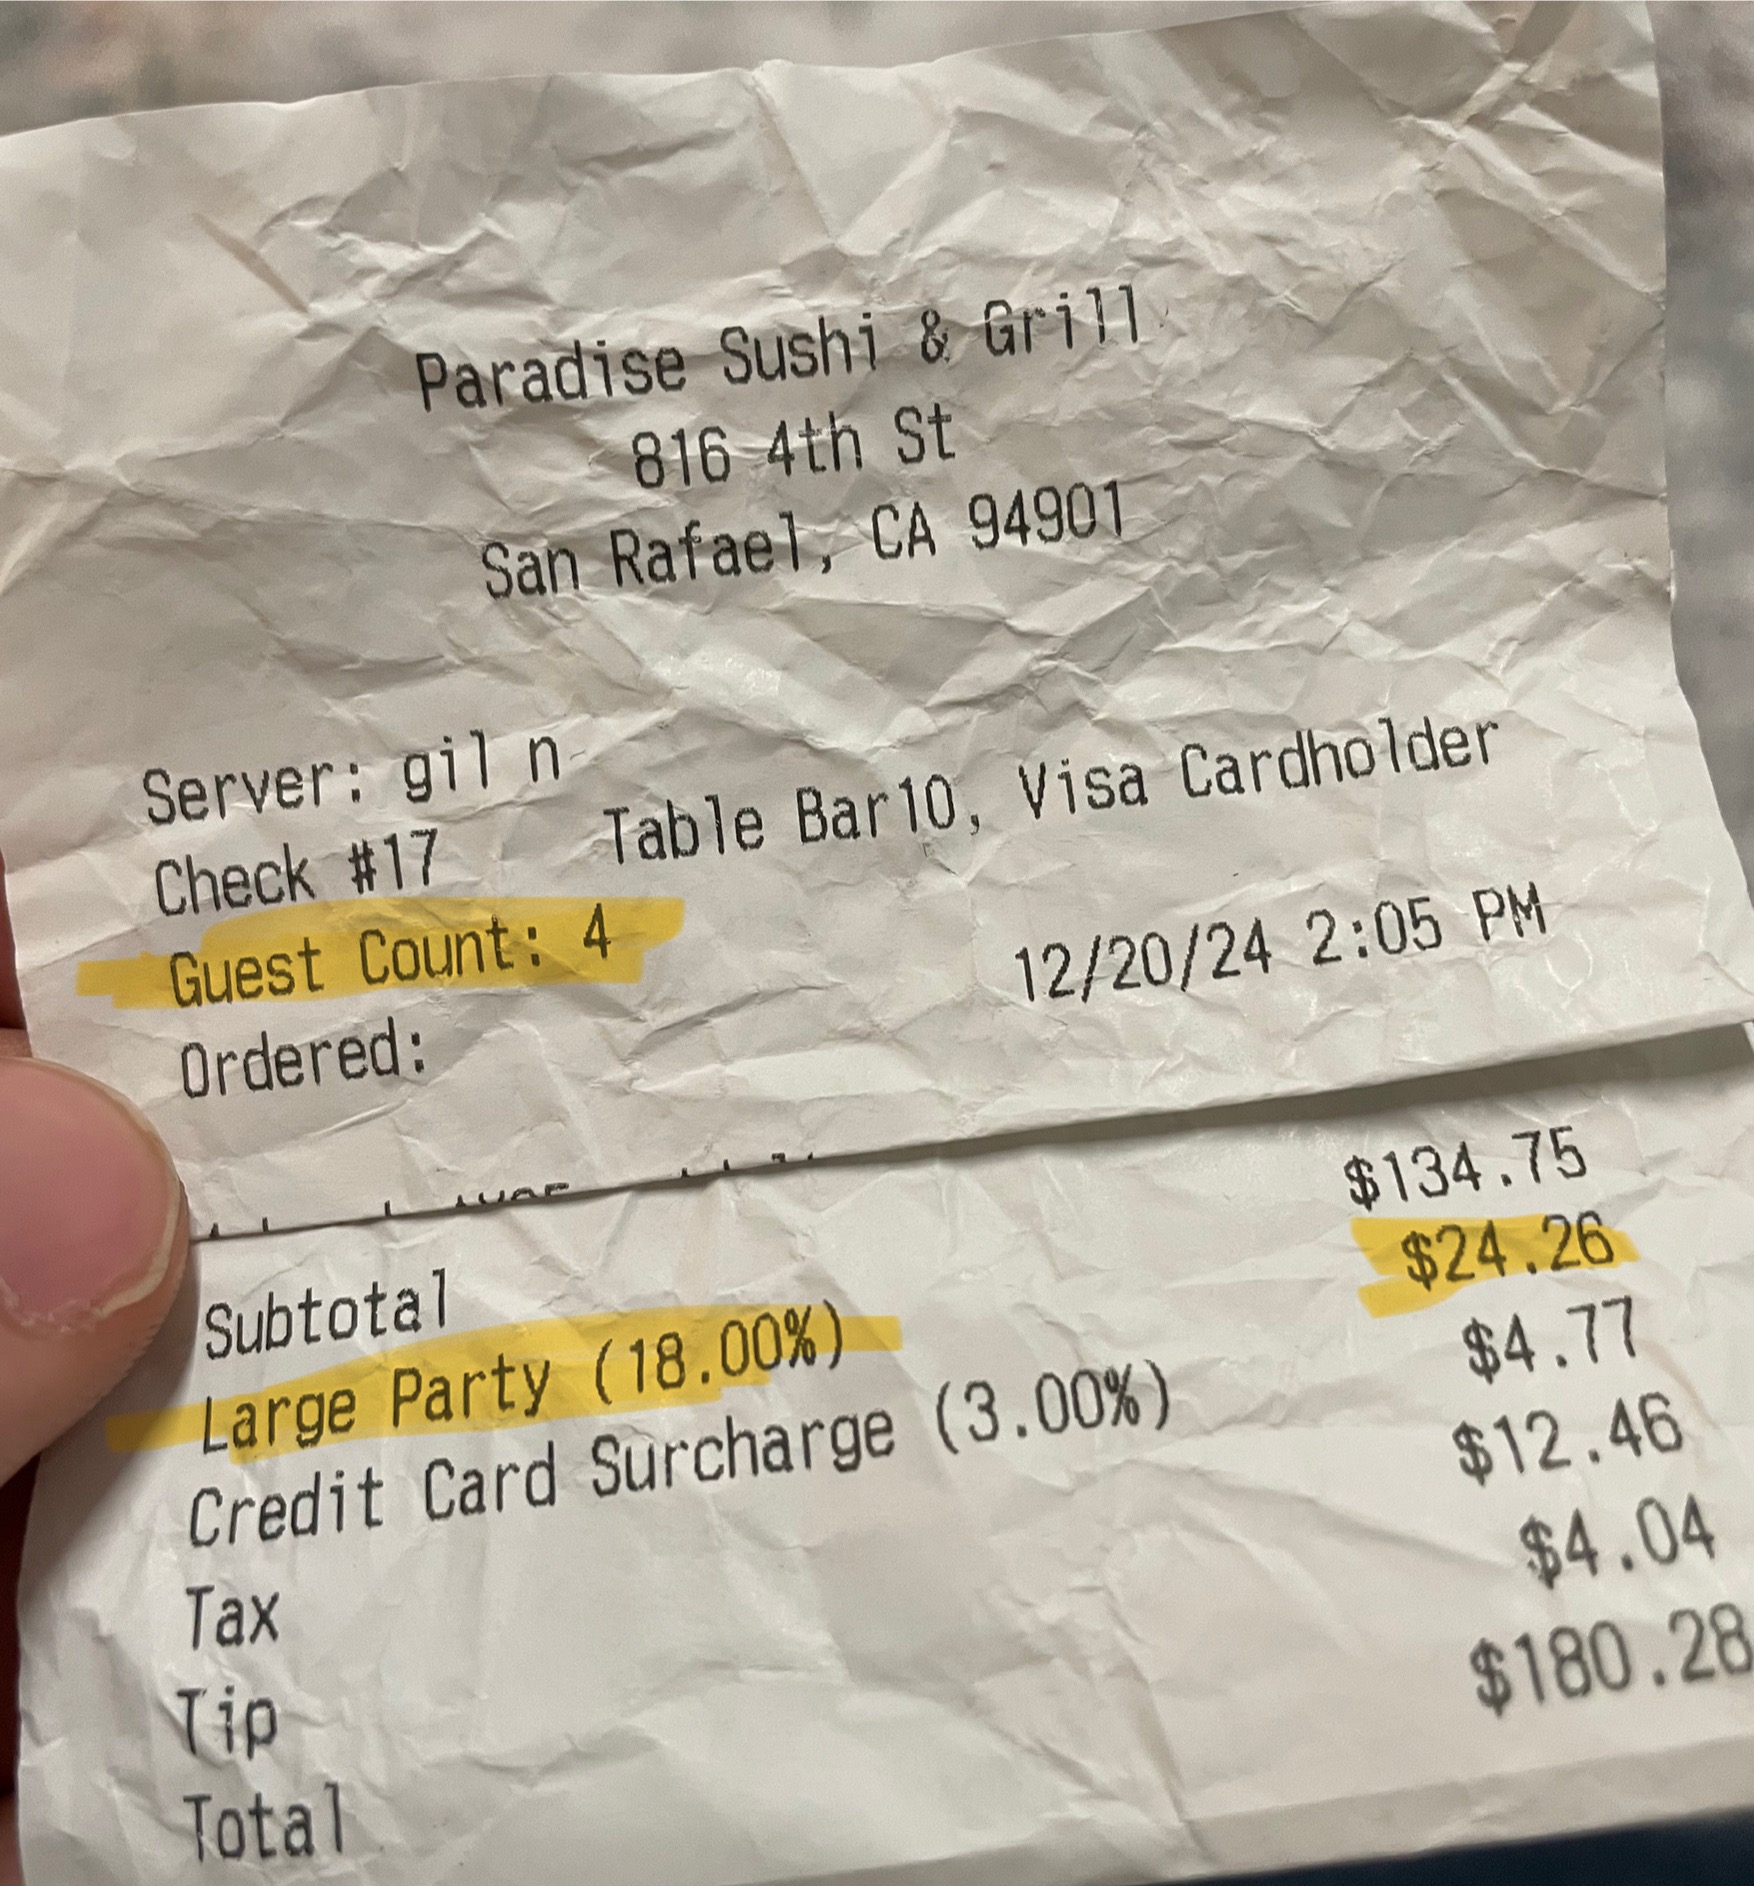 Paradise Sushi & Grill
816 4th St
San Rafael, CA 94901
Server: gil n
Check #17 Table Bar10, Visa Cardholder
Guest Count: 4
Ordered: 12/20/24 2:05 PM
Subtotal $134.75
Large Party (18.00%) $24.26
Credit Card Surcharge (3.00%) $4.77
Tax $12.46
Tip $4.04
Total $180.28